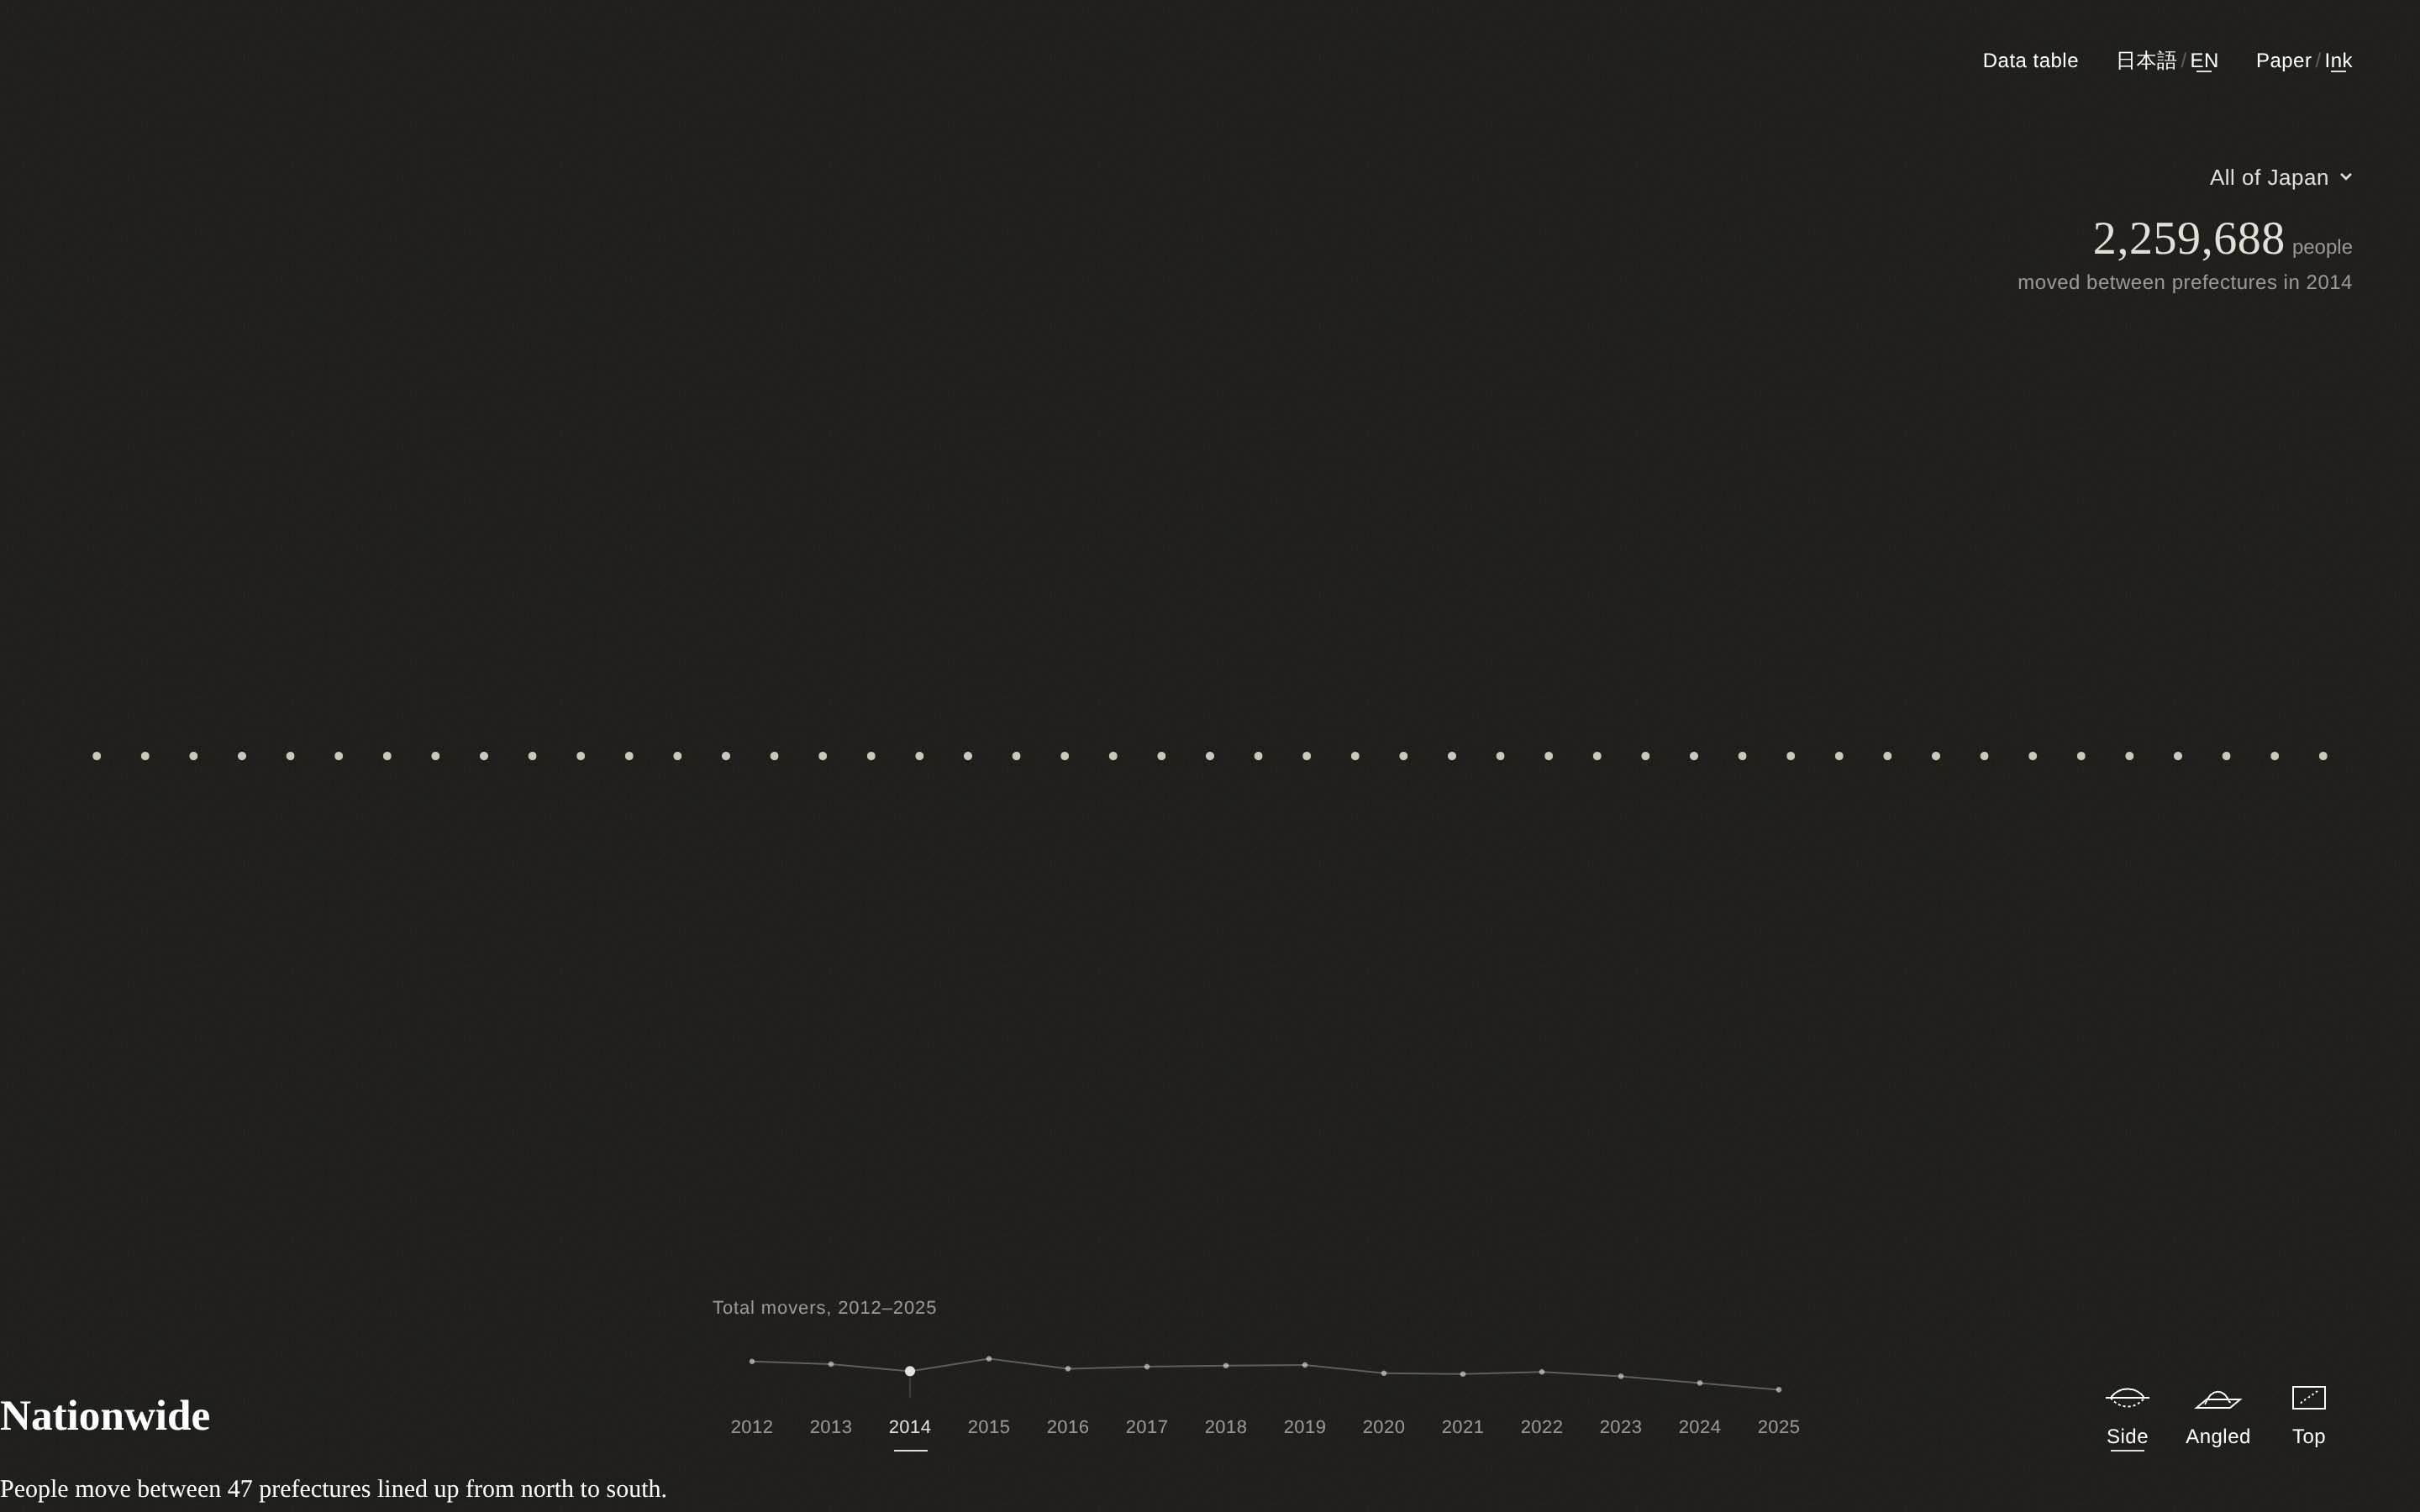 Data table 日本語 / EN Paper / Ink
All of Japan
2,259,688 people
moved between prefectures in 2014
Total movers, 2012–2025
2012 2013 2014 2015 2016 2017 2018 2019 2020 2021 2022 2023 2024 2025
Side Angled Top
Nationwide
People move between 47 prefectures lined up from north to south.